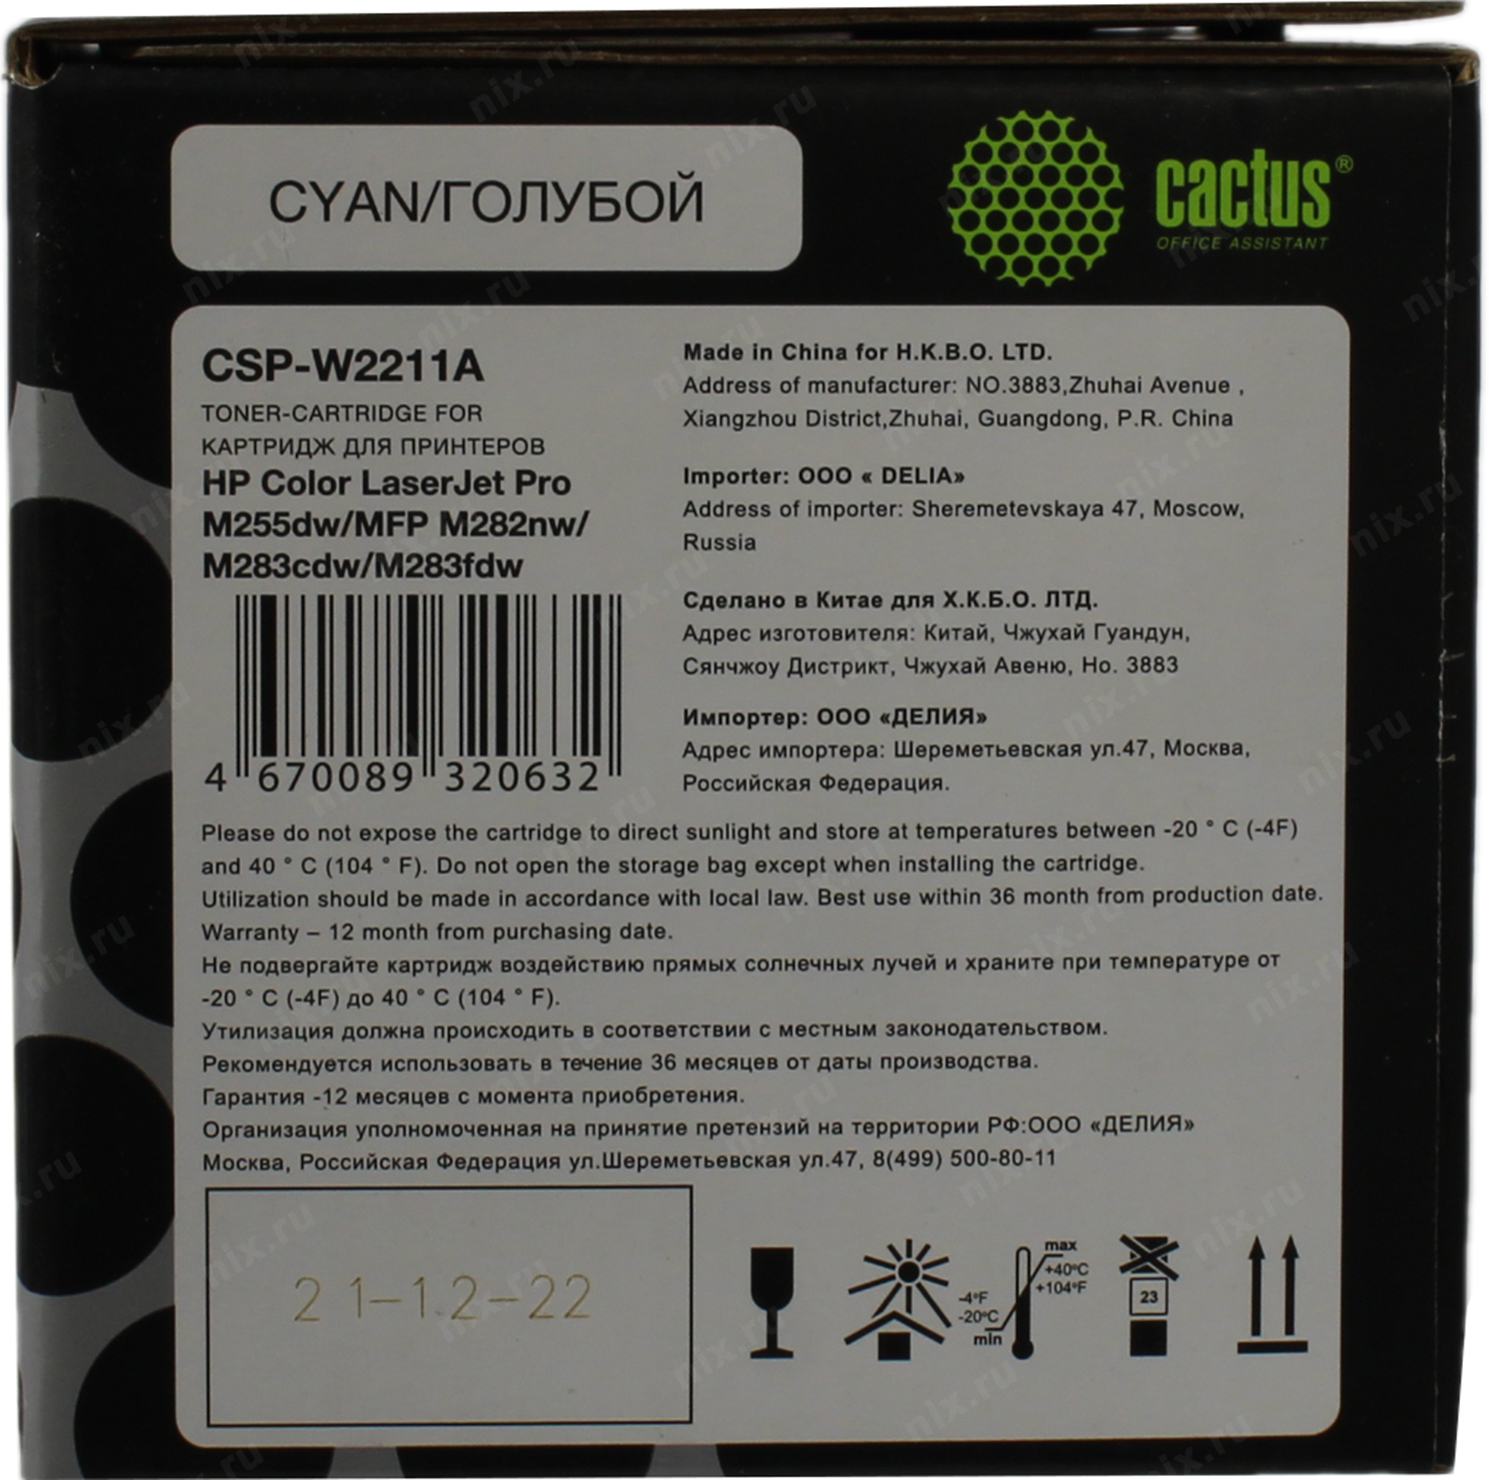 CYAN/ГОЛУБОЙ
cactus®
OFFICE ASSISTANT
CSP-W2211A
TONER-CARTRIDGE FOR
КАРТРИДЖ ДЛЯ ПРИНТЕРОВ
HP Color LaserJet Pro
M255dw/MFP M282nw/
M283cdw/M283fdw
4 670089 320632
Made in China for H.K.B.O. LTD.
Address of manufacturer: NO.3883,Zhuhai Avenue ,
Xiangzhou District,Zhuhai, Guangdong, P.R. China
Importer: OOO « DELIA»
Address of importer: Sheremetevskaya 47, Moscow,
Russia
Сделано в Китае для Х.К.Б.О. ЛТД.
Адрес изготовителя: Китай, Чжухай Гуандун,
Сянчжоу Дистрикт, Чжухай Авеню, Но. 3883
Импортер: ООО «ДЕЛИЯ»
Адрес импортера: Шереметьевская ул.47, Москва,
Российская Федерация.
Please do not expose the cartridge to direct sunlight and store at temperatures between -20 ° C (-4F)
and 40 ° C (104 ° F). Do not open the storage bag except when installing the cartridge.
Utilization should be made in accordance with local law. Best use within 36 month from production date.
Warranty – 12 month from purchasing date.
Не подвергайте картридж воздействию прямых солнечных лучей и храните при температуре от
-20 ° C (-4F) до 40 ° C (104 ° F).
Утилизация должна происходить в соответствии с местным законодательством.
Рекомендуется использовать в течение 36 месяцев от даты производства.
Гарантия -12 месяцев с момента приобретения.
Организация уполномоченная на принятие претензий на территории РФ:ООО «ДЕЛИЯ»
Москва, Российская Федерация ул.Шереметьевская ул.47, 8(499) 500-80-11
21-12-22
max
+40°C
+104°F
-4°F
-20°C
min
23
nix.ru